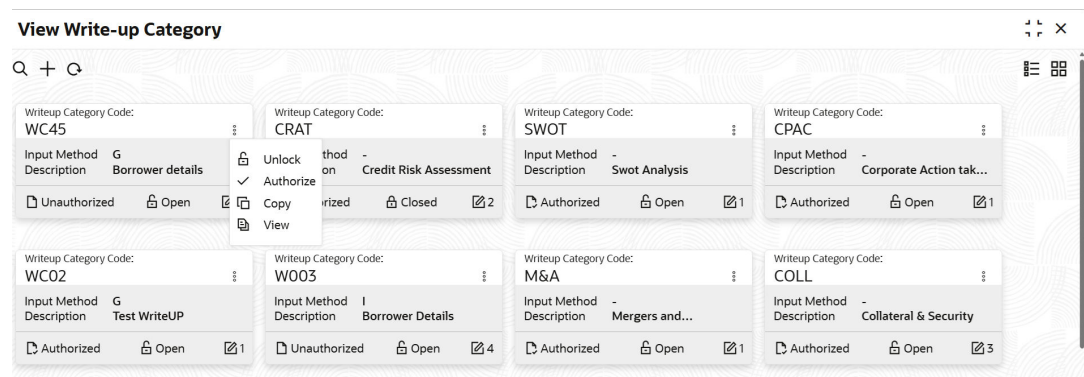 View Write-up Category
Writeup Category Code:
WC45
Input Method G
Description Borrower details
Unauthorized Open
Unlock
Authorize
Copy
View
Writeup Category Code:
CRAT
thod -
on Credit Risk Assessment
rized Closed 2
Writeup Category Code:
SWOT
Input Method -
Description Swot Analysis
Authorized Open 1
Writeup Category Code:
CPAC
Input Method -
Description Corporate Action tak...
Authorized Open 1
Writeup Category Code:
WC02
Input Method G
Description Test WriteUP
Authorized Open 1
Writeup Category Code:
W003
Input Method I
Description Borrower Details
Unauthorized Open 4
Writeup Category Code:
M&A
Input Method -
Description Mergers and...
Authorized Open 1
Writeup Category Code:
COLL
Input Method -
Description Collateral & Security
Authorized Open 3